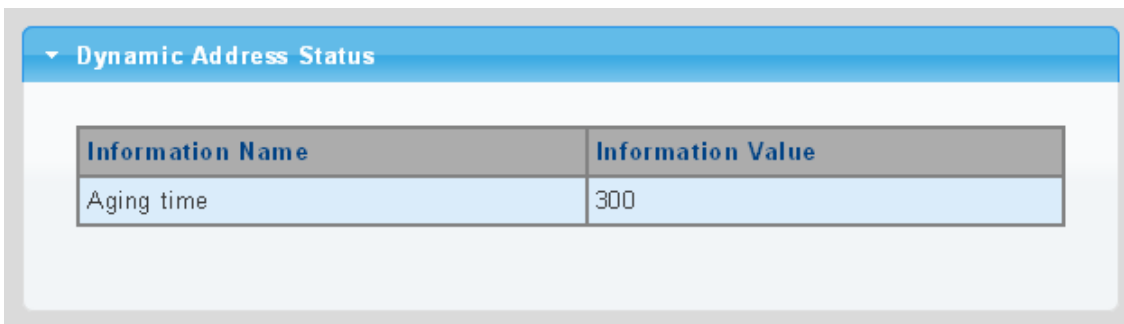 Dynamic Address Status
Information Name Information Value
Aging time 300